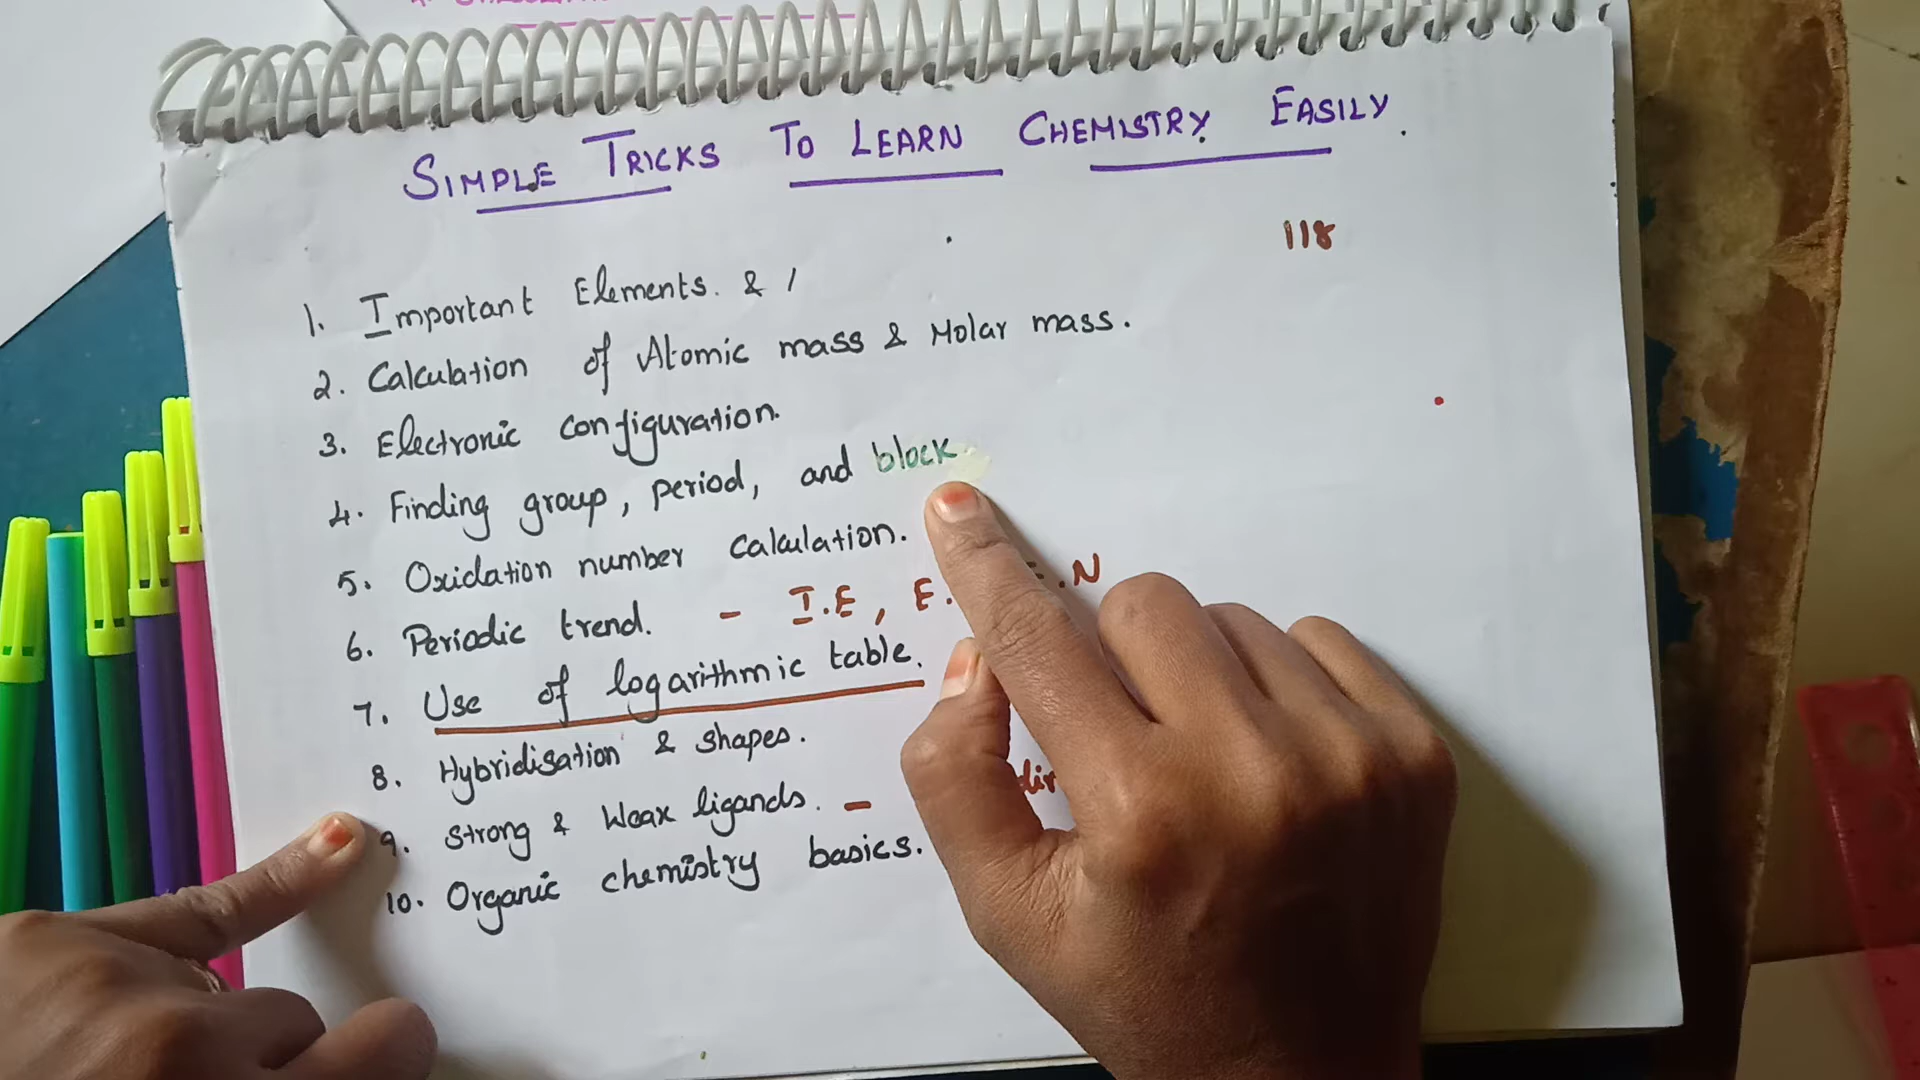 SIMPLE TRICKS TO LEARN CHEMISTRY EASILY.
118
1. Important Elements. & /
2. Calculation of Atomic mass & Molar mass.
3. Electronic configuration.
4. Finding group, period, and block.
5. Oxidation number calculation.
6. Periodic trend. - I.E, E. .N
7. Use of logarithmic table.
8. Hybridisation & shapes.
9. Strong & Weak ligands. -
10. Organic chemistry basics.